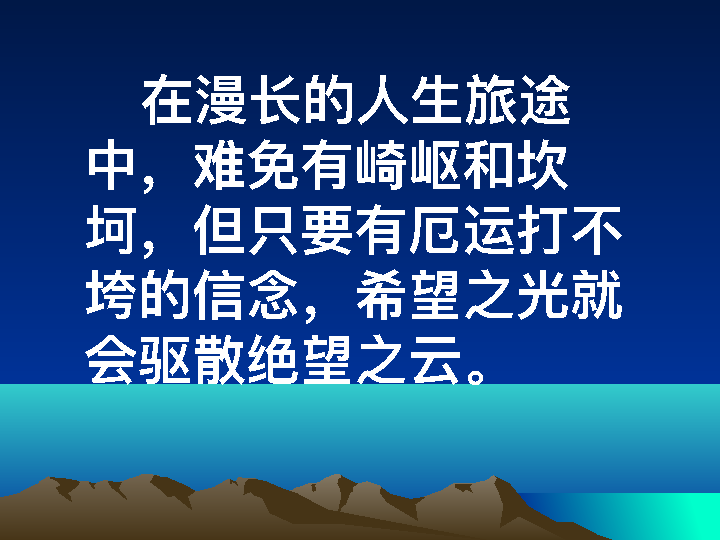 在漫长的人生旅途
中，难免有崎岖和坎
坷，但只要有厄运打不
垮的信念，希望之光就
会驱散绝望之云。